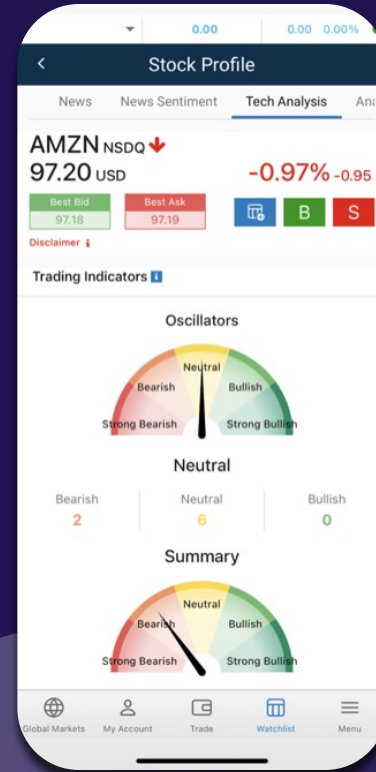 0.00 0.00 0.00%
Stock Profile
News News Sentiment Tech Analysis
AMZN NSDQ
97.20 USD -0.97% -0.95
Best Bid Best Ask
97.18 97.19 B S
Disclaimer i
Trading Indicators i
Oscillators
Neutral
Bearish Bullish
Strong Bearish Strong Bullish
Neutral
Bearish Neutral Bullish
2 6 0
Summary
Neutral
Bearish Bullish
Strong Bearish Strong Bullish
Global Markets My Account Trade Watchlist Menu